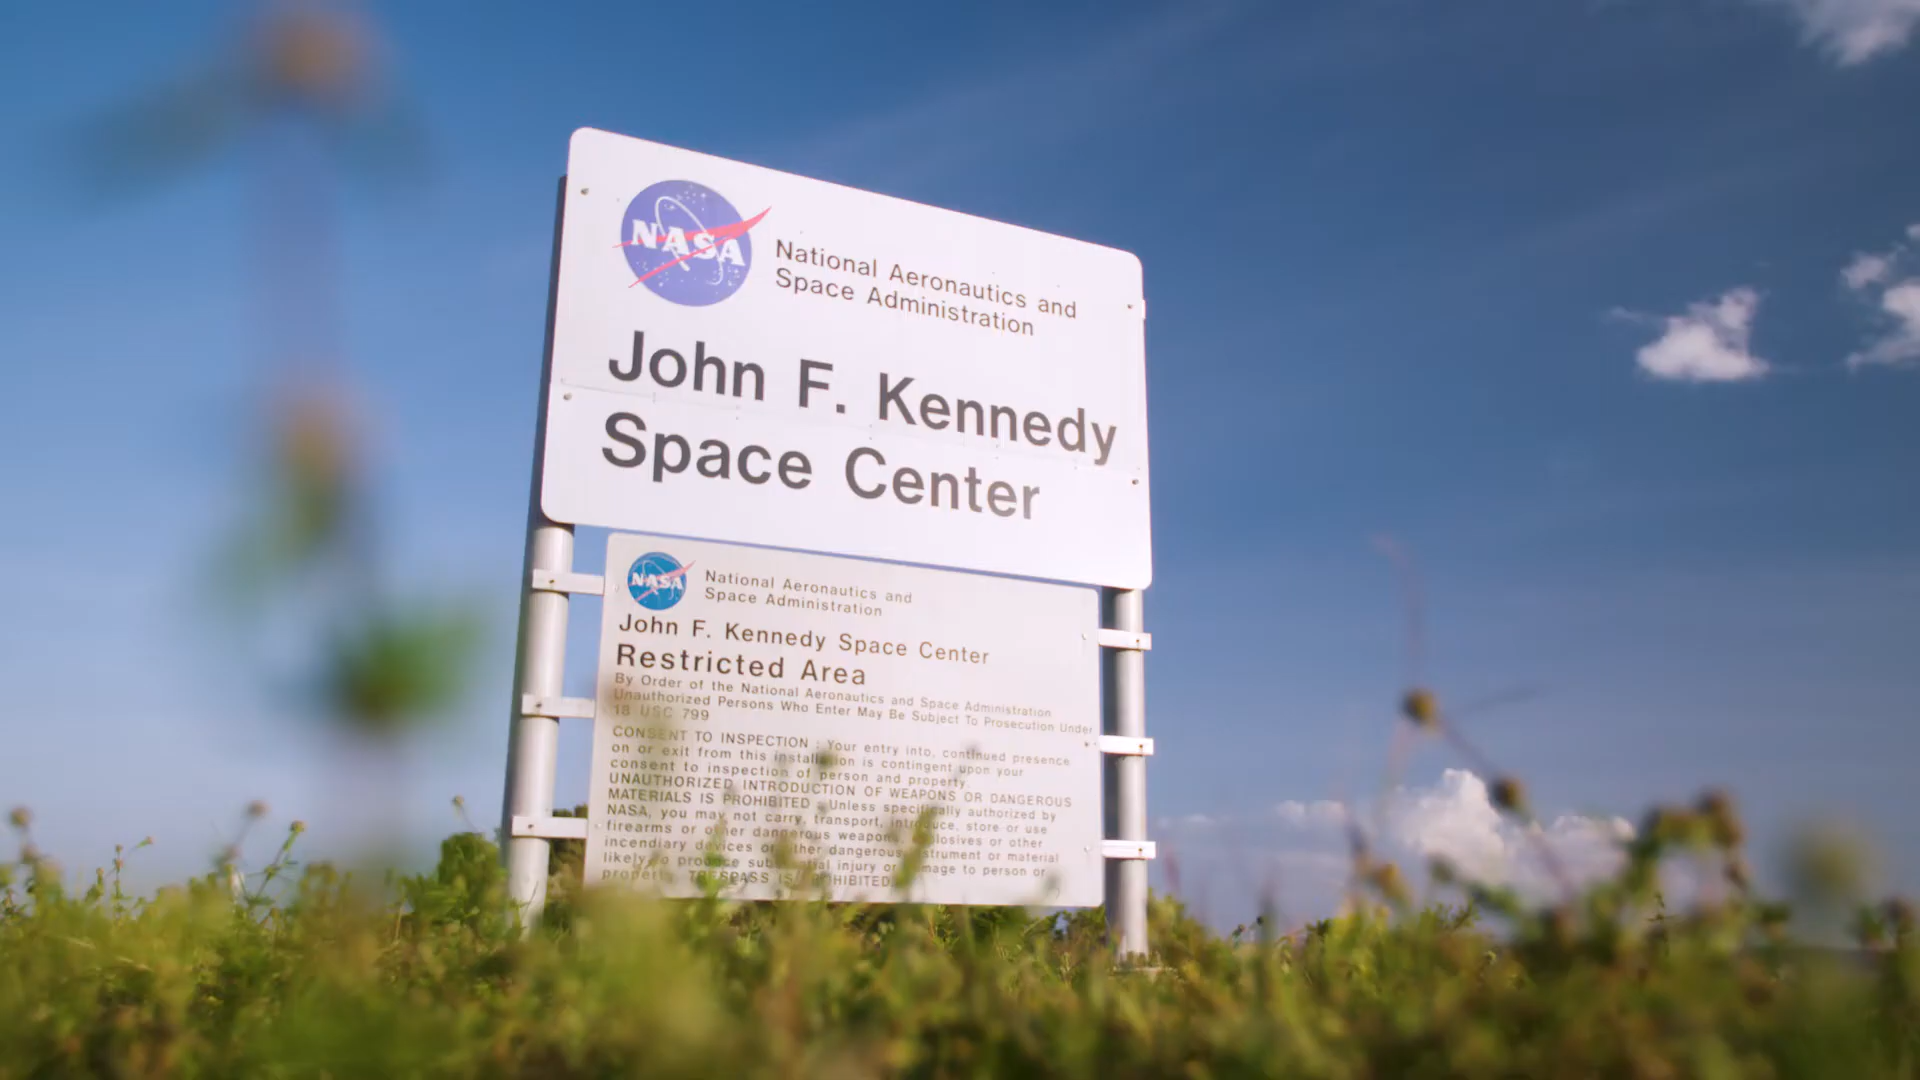 NASA
National Aeronautics and
Space Administration
John F. Kennedy
Space Center
NASA
National Aeronautics and
Space Administration
John F. Kennedy Space Center
Restricted Area
By Order of the National Aeronautics and Space Administration
Unauthorized Persons Who Enter May Be Subject To Prosecution Under
18 USC 799
CONSENT TO INSPECTION : Your entry into, continued presence
on or exit from this installation is contingent upon your
consent to inspection of person and property.
UNAUTHORIZED INTRODUCTION OF WEAPONS OR DANGEROUS
MATERIALS IS PROHIBITED : Unless specifically authorized by
NASA, you may not carry, transport, introduce, store or use
firearms or other dangerous weapons, explosives or other
incendiary devices or other dangerous instrument or material
likely to produce substantial injury or damage to person or
property. TRESPASS IS PROHIBITED.